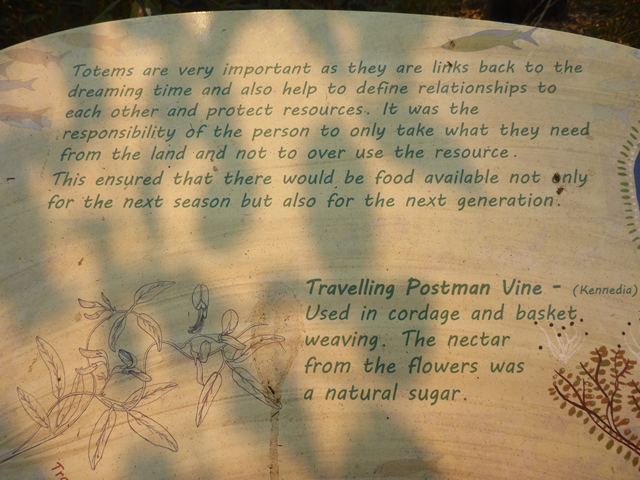 Totems are very important as they are links back to the
dreaming time and also help to define relationships to
each other and protect resources. It was the
responsibility of the person to only take what they need
from the land and not to over use the resource.
This ensured that there would be food available not only
for the next season but also for the next generation.
Travelling Postman Vine - (Kennedia)
Used in cordage and basket
weaving. The nectar
from the flowers was
a natural sugar.